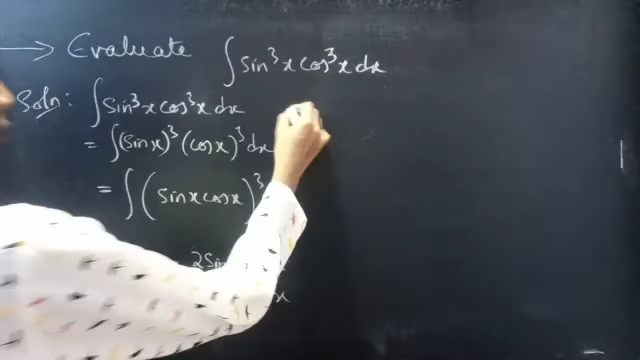 → Evaluate ∫ Sin³x cos³x dx
Soln: ∫ Sin³x cos³x dx
= ∫ (Sinx)³ (cosx)³ dx
= ∫ (Sinx cosx)³
2Sin
x